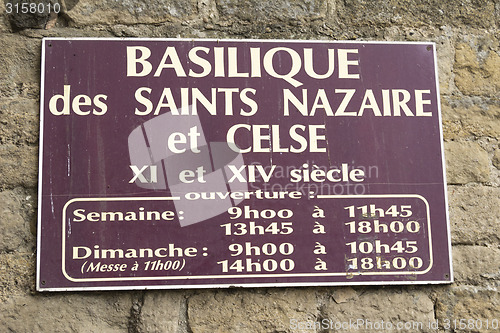 3158010
BASILIQUE
des SAINTS NAZAIRE
et CELSE
XI et XIV siècle
ouverture :
Semaine : 9h00 à 11h45
13h45 à 18h00
Dimanche : 9h00 à 10h45
(Messe à 11h00) 14h00 à 18h00